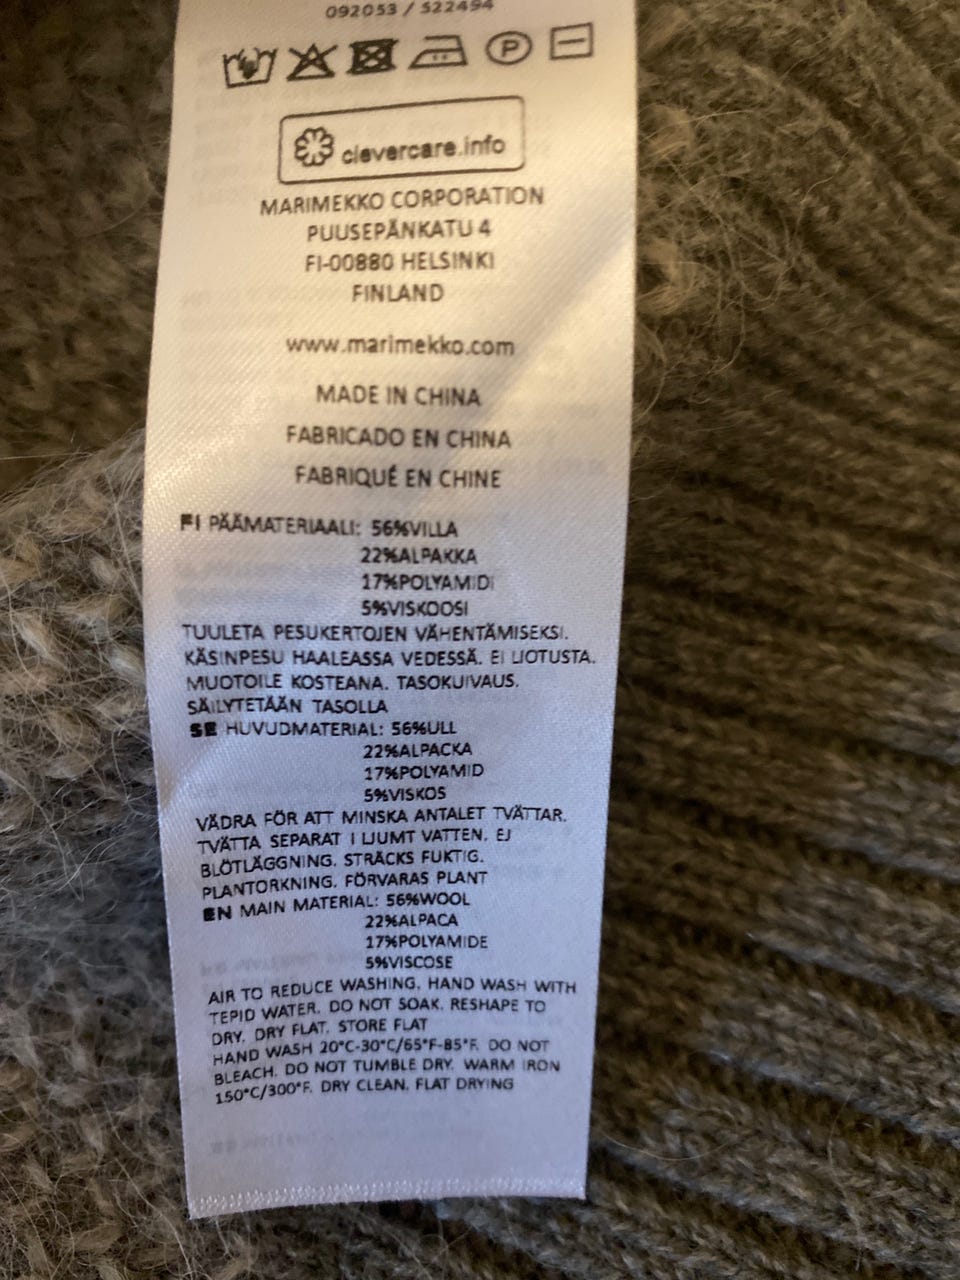 092053 / 522494
P
clevercare.info
MARIMEKKO CORPORATION
PUUSEPÄNKATU 4
FI-00880 HELSINKI
FINLAND
www.marimekko.com
MADE IN CHINA
FABRICADO EN CHINA
FABRIQUÉ EN CHINE
FI PÄÄMATERIAALI: 56%VILLA
22%ALPAKKA
17%POLYAMIDI
5%VISKOOSI
TUULETA PESUKERTOJEN VÄHENTÄMISEKSI.
KÄSINPESU HAALEASSA VEDESSÄ. EI LIOTUSTA.
MUOTOILE KOSTEANA. TASOKUIVAUS.
SÄILYTETÄÄN TASOLLA
SE HUVUDMATERIAL: 56%ULL
22%ALPACKA
17%POLYAMID
5%VISKOS
VÄDRA FÖR ATT MINSKA ANTALET TVÄTTAR.
TVÄTTA SEPARAT I LJUMT VATTEN. EJ
BLÖTLÄGGNING. STRÄCKS FUKTIG.
PLANTORKNING. FÖRVARAS PLANT
EN MAIN MATERIAL: 56%WOOL
22%ALPACA
17%POLYAMIDE
5%VISCOSE
AIR TO REDUCE WASHING. HAND WASH WITH
TEPID WATER. DO NOT SOAK. RESHAPE TO
DRY. DRY FLAT. STORE FLAT
HAND WASH 20°C-30°C/65°F-85°F. DO NOT
BLEACH. DO NOT TUMBLE DRY. WARM IRON
150°C/300°F. DRY CLEAN. FLAT DRYING